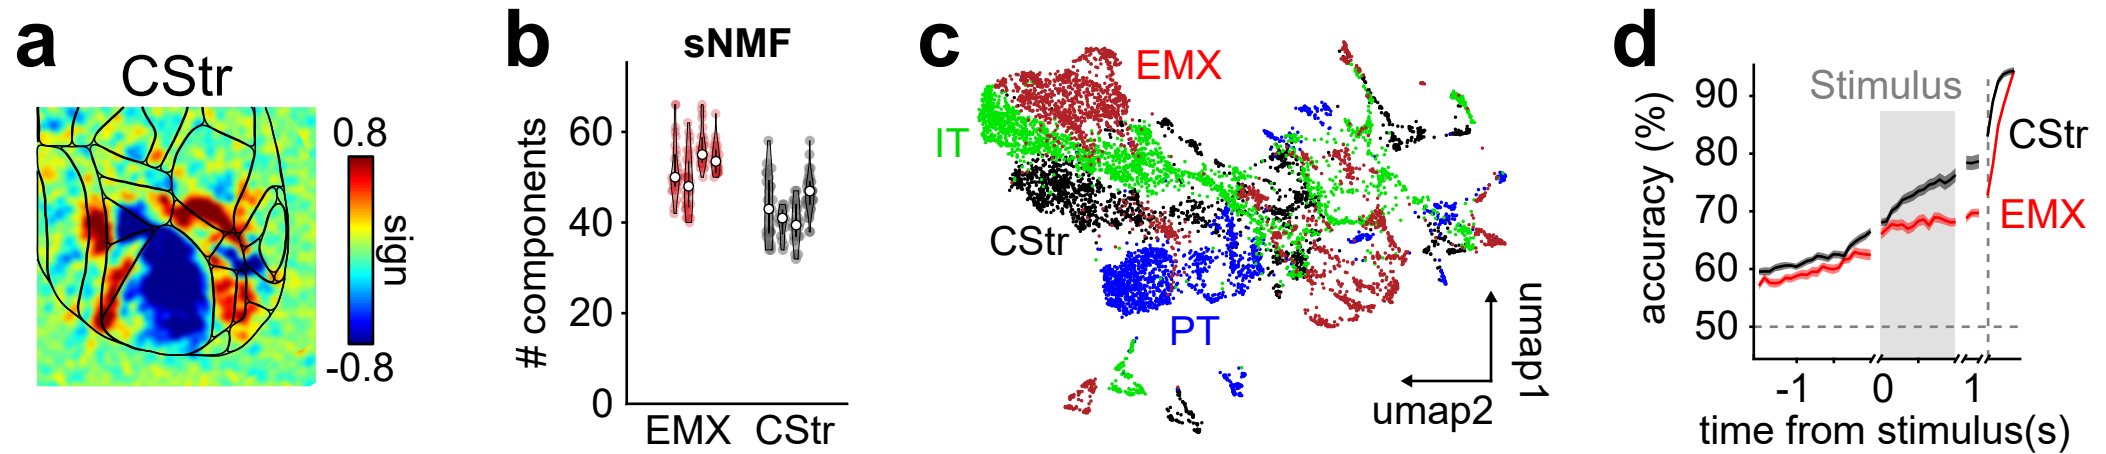 a
CStr
0.8
sign
-0.8
b
sNMF
# components
60
40
20
0
EMX
CStr
c
EMX
IT
CStr
PT
umap1
umap2
d
Stimulus
accuracy (%)
90
80
70
60
50
CStr
EMX
-1
0
1
time from stimulus(s)